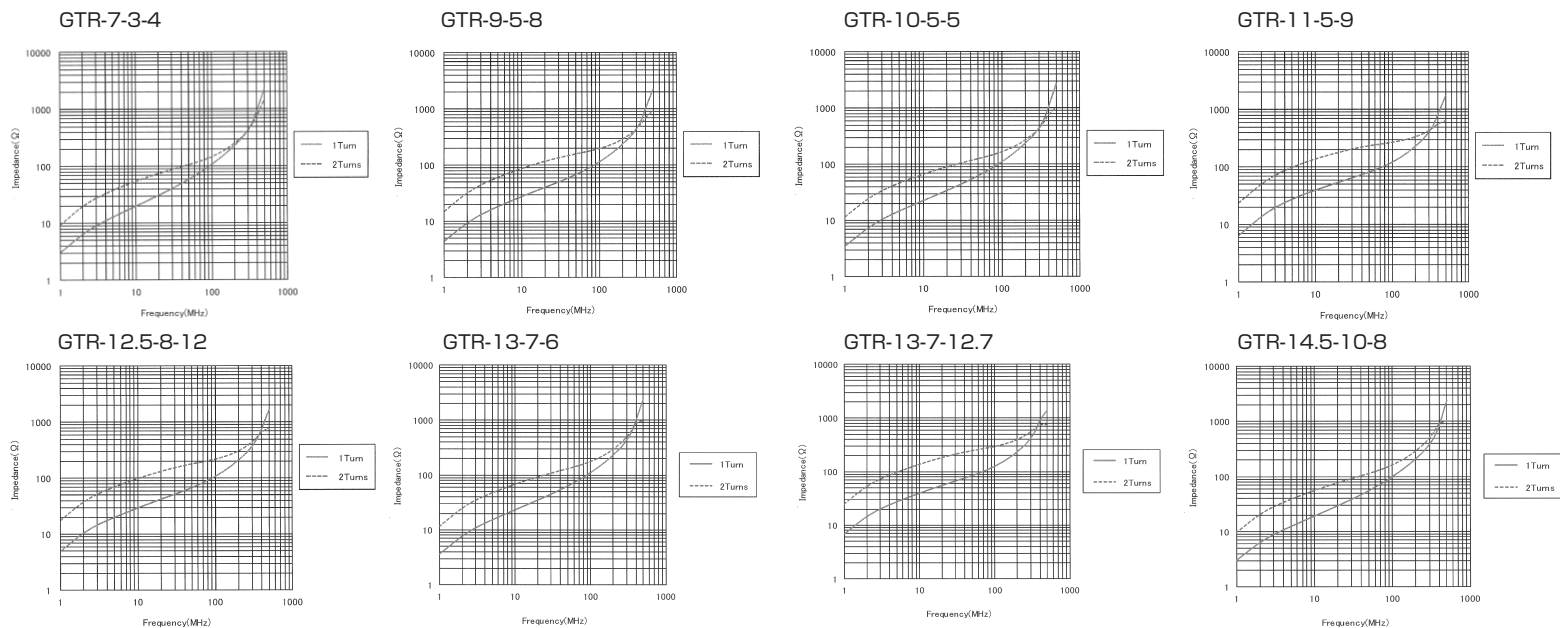 GTR-7-3-4
10000
1000
100
10
1
Impedance(Ω)
1
10
100
1000
Frequency(MHz)
1Turn
2Turns
GTR-9-5-8
10000
1000
100
10
1
Impedance(Ω)
1
10
100
1000
Frequency(MHz)
1Turn
2Turns
GTR-10-5-5
10000
1000
100
10
1
Impedance(Ω)
1
10
100
1000
Frequency(MHz)
1Turn
2Turns
GTR-11-5-9
10000
1000
100
10
1
Impedance(Ω)
1
10
100
1000
Frequency(MHz)
1Turn
2Turns
GTR-12.5-8-12
10000
1000
100
10
1
Impedance(Ω)
1
10
100
1000
Frequency(MHz)
1Turn
2Turns
GTR-13-7-6
10000
1000
100
10
1
Impedance(Ω)
1
10
100
1000
Frequency(MHz)
1Turn
2Turns
GTR-13-7-12.7
10000
1000
100
10
1
Impedance(Ω)
1
10
100
1000
Frequency(MHz)
1Turn
2Turns
GTR-14.5-10-8
10000
1000
100
10
1
Impedance(Ω)
1
10
100
1000
Frequency(MHz)
1Turn
2Turns